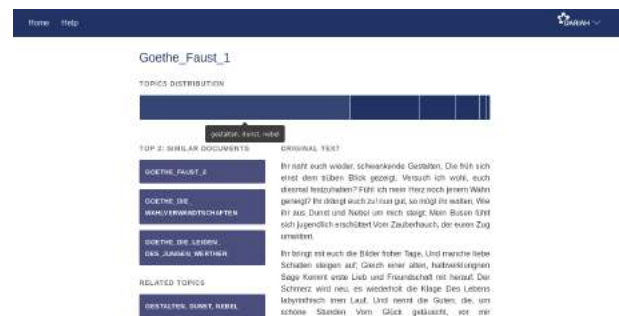 Home Help
DARIAH
Goethe_Faust_1
TOPICS DISTRIBUTION
gestalten, dunst, nebel
TOP 3: SIMILAR DOCUMENTS
GOETHE_FAUST_2
GOETHE_DIE_
WAHLVERWANDTSCHAFTEN
GOETHE_DIE_LEIDEN_
DES_JUNGEN_WERTHER
RELATED TOPICS
GESTALTEN, DUNST, NEBEL
ORIGINAL TEXT
Ihr naht euch wieder, schwankende Gestalten, Die früh sich
einst dem trüben Blick gezeigt. Versuch ich wohl, euch
diesmal festzuhalten? Fühl ich mein Herz noch jenem Wahn
geneigt? Ihr drängt euch zu! nun gut, so mögt ihr walten, Wie
ihr aus Dunst und Nebel um mich steigt; Mein Busen fühlt
sich jugendlich erschüttert Vom Zauberhauch, der euren Zug
umwittert.
Ihr bringt mit euch die Bilder froher Tage, Und manche liebe
Schatten steigen auf; Gleich einer alten, halbverklungnen
Sage Kommt erste Lieb und Freundschaft mit herauf; Der
Schmerz wird neu, es wiederholt die Klage Des Lebens
labyrinthisch irren Lauf, Und nennt die Guten, die, um
schöne Stunden Vom Glück getäuscht, vor mir